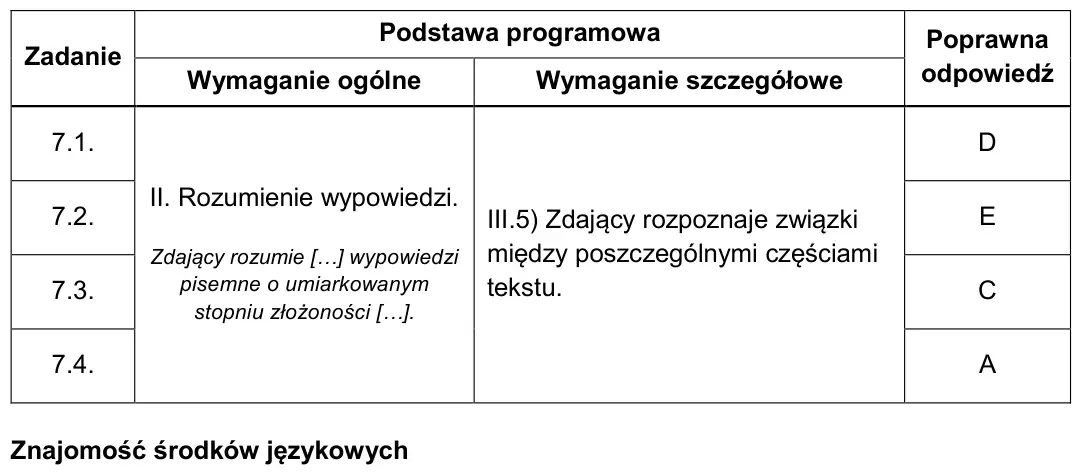 Zadanie
Podstawa programowa
Poprawna
odpowiedź
Wymaganie ogólne
Wymaganie szczegółowe
7.1.
II. Rozumienie wypowiedzi.
Zdający rozumie […] wypowiedzi
pisemne o umiarkowanym
stopniu złożoności […].
III.5) Zdający rozpoznaje związki
między poszczególnymi częściami
tekstu.
D
7.2.
E
7.3.
C
7.4.
A
Znajomość środków językowych